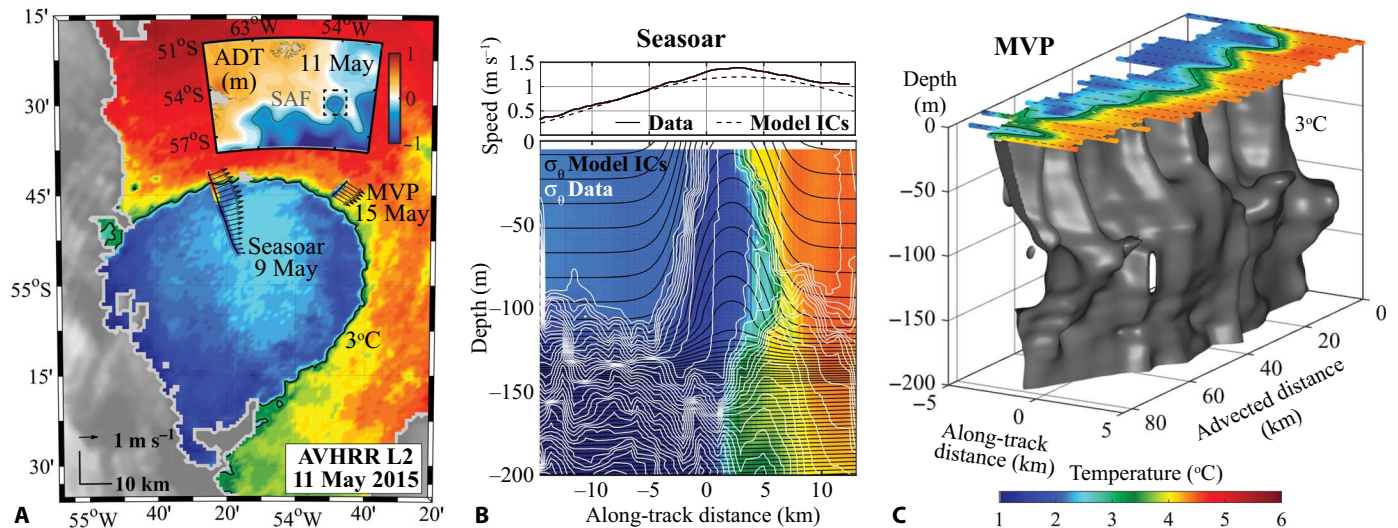 15'
30'
45'
55°S
15'
30'
55°W
40'
20'
54°W
40'
20'
63°W
54°W
51°S
54°S
57°S
ADT
(m)
11 May
SAF
1
0
−1
MVP
15 May
Seasoar
9 May
3°C
1 m s⁻¹
10 km
AVHRR L2
11 May 2015
A
Seasoar
Speed (m s⁻¹)
1.5
1
0.5
0
Data
Model ICs
σθ Model ICs
σθ Data
Depth (m)
−50
−100
−150
−200
−10
−5
0
5
10
Along-track distance (km)
B
MVP
Depth
(m)
0
−50
−100
−150
−200
3°C
−5
0
5
Along-track
distance (km)
80
60
40
20
0
Advected distance
(km)
Temperature (°C)
1
2
3
4
5
6
C